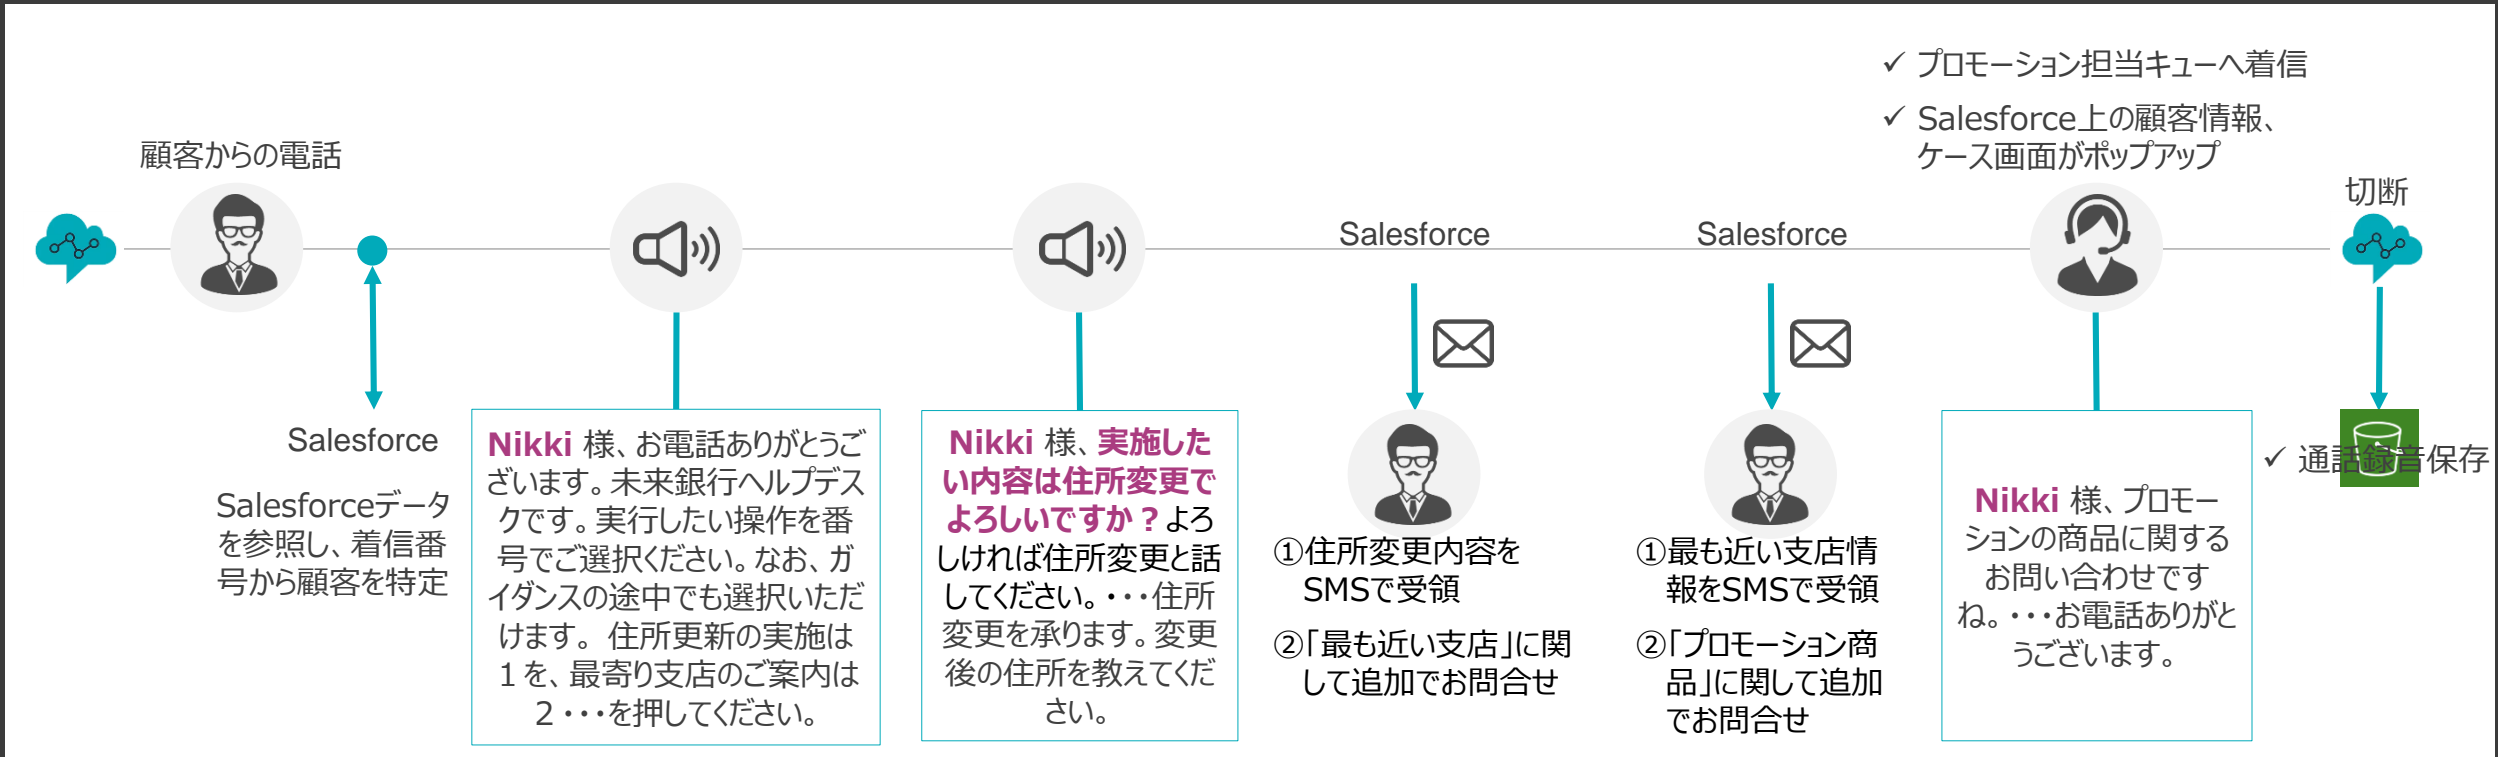 顧客からの電話
Salesforce
Salesforceデータ
を参照し、着信番
号から顧客を特定
Nikki 様、お電話ありがとうご
ざいます。未来銀行ヘルプデス
クです。実行したい操作を番
号でご選択ください。なお、ガ
イダンスの途中でも選択いただ
けます。 住所更新の実施は
１を、最寄り支店のご案内は
２・・・を押してください。
Nikki 様、実施した
い内容は住所変更で
よろしいですか？よろ
しければ住所変更と話
してください。・・・住所
変更を承ります。変更
後の住所を教えてくだ
さい。
Salesforce
①住所変更内容を
SMSで受領
②「最も近い支店」に関
して追加でお問合せ
Salesforce
①最も近い支店情
報をSMSで受領
②「プロモーション商
品」に関して追加
でお問合せ
✓ プロモーション担当キューへ着信
✓ Salesforce上の顧客情報、
ケース画面がポップアップ
Nikki 様、プロモー
ションの商品に関する
お問い合わせです
ね。・・・お電話ありがと
うございます。
切断
✓ 通話録音保存